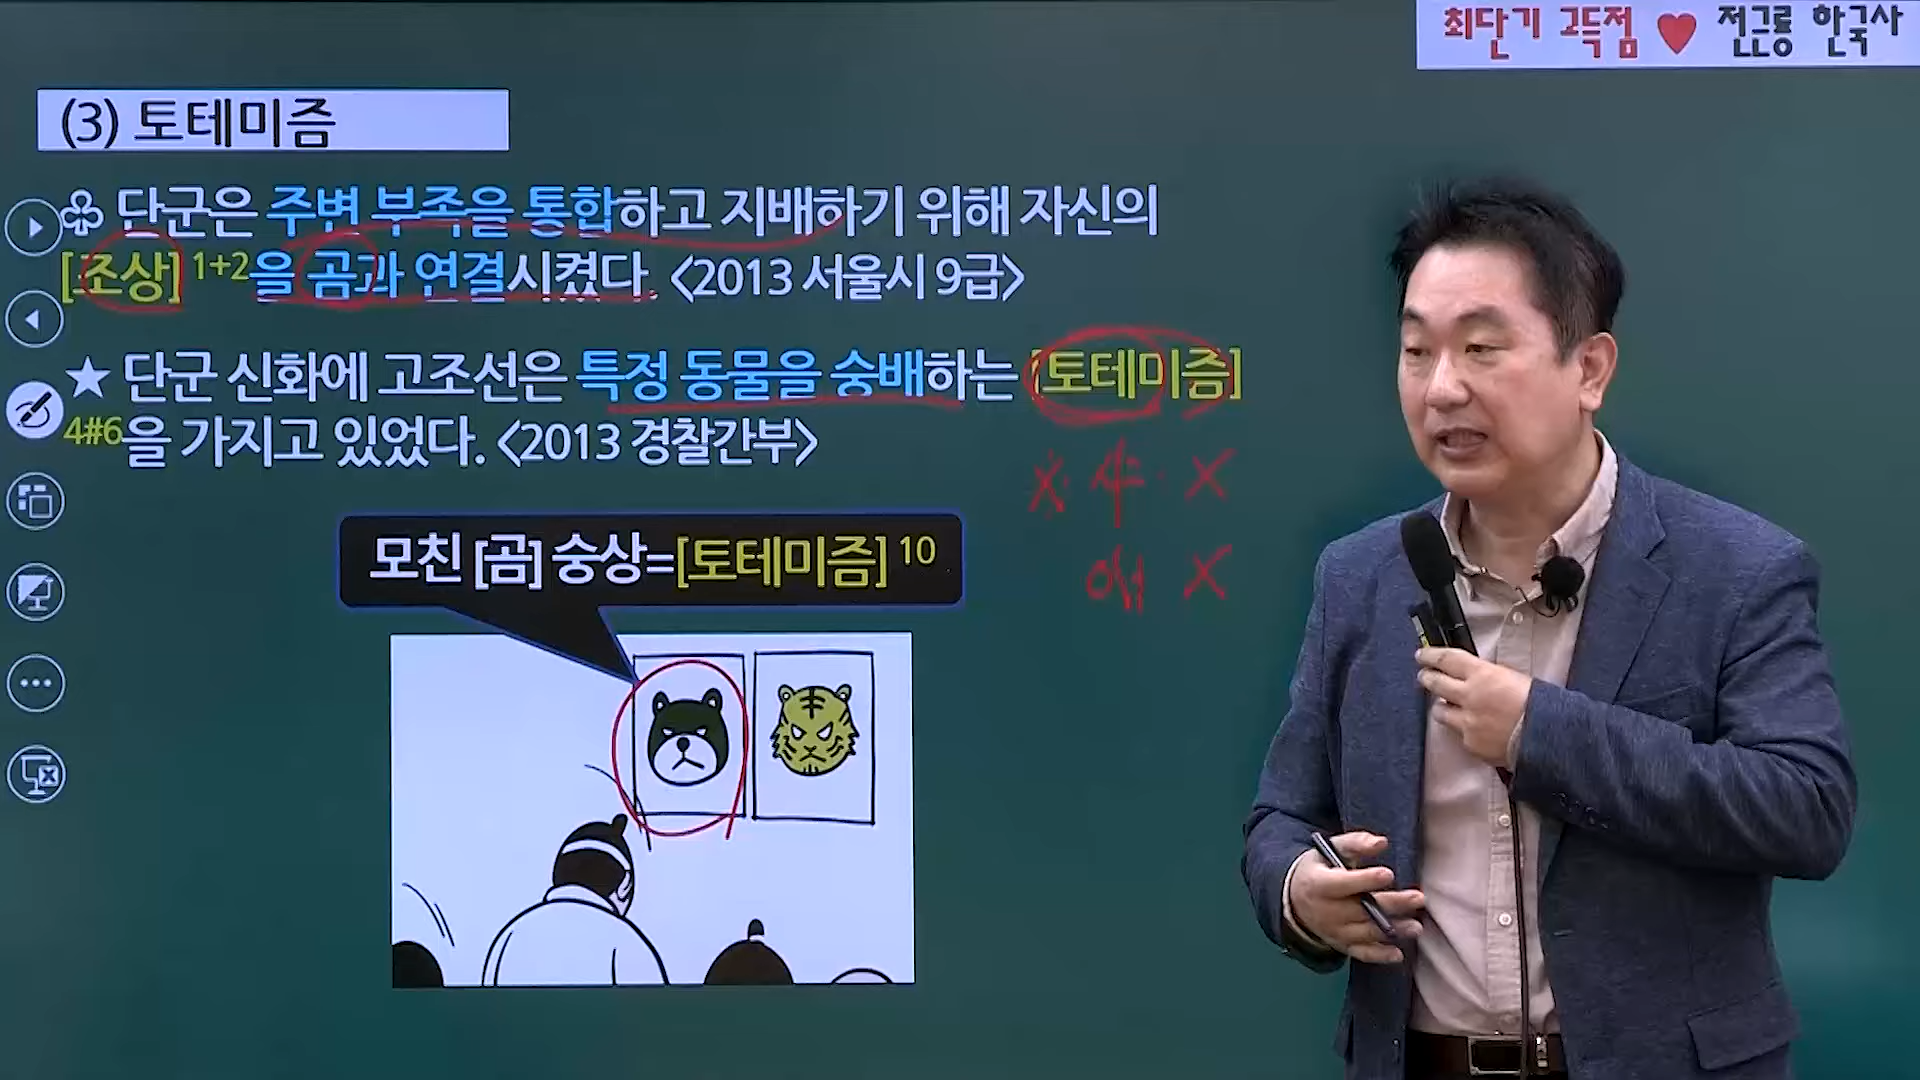 최단기 고득점 ♥ 전근룡 한국사
(3) 토테미즘
♧ 단군은 주변 부족을 통합하고 지배하기 위해 자신의
[조상] 1+2을 곰과 연결시켰다. <2013 서울시 9급>
★ 단군 신화에 고조선은 특정 동물을 숭배하는 [토테미즘]
4#6을 가지고 있었다. <2013 경찰간부>
모친 [곰] 숭상=[토테미즘] 10